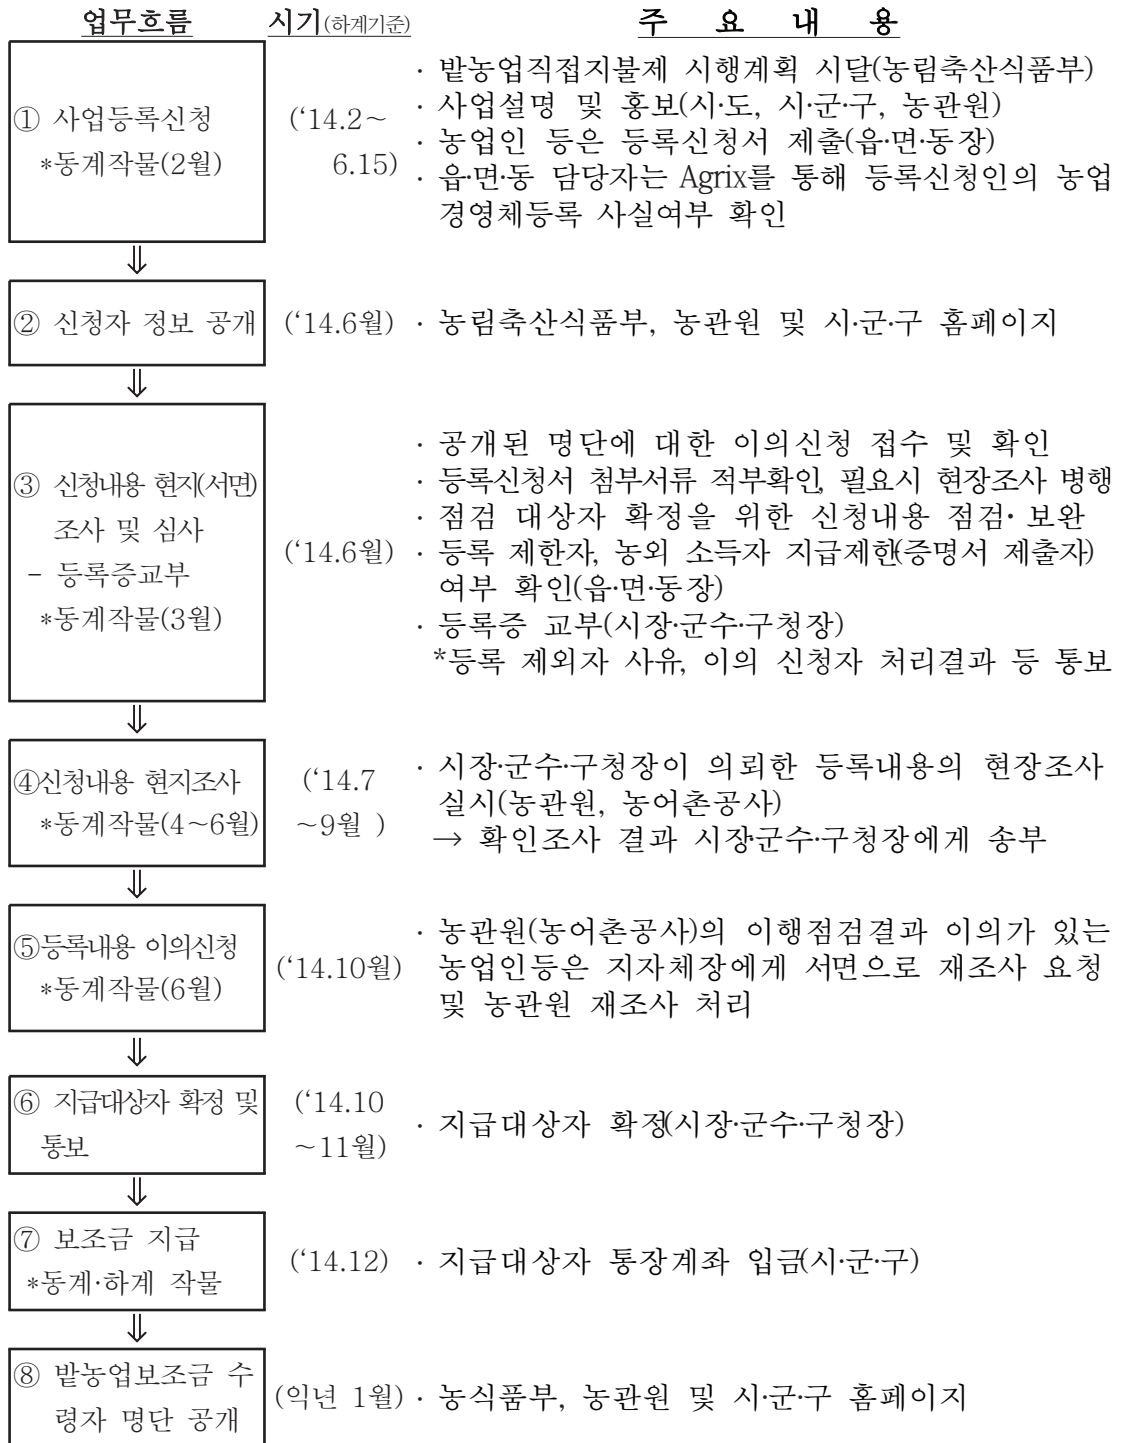 업무흐름 시기(하계기준) 주 요 내 용
① 사업등록신청
*동계작물(2월)
(‘14.2~
6.15)
· 밭농업직접지불제 시행계획 시달(농림축산식품부)
· 사업설명 및 홍보(시·도, 시·군·구, 농관원)
· 농업인 등은 등록신청서 제출(읍·면·동장)
· 읍·면·동 담당자는 Agrix를 통해 등록신청인의 농업
경영체등록 사실여부 확인
⇓
② 신청자 정보 공개 (‘14.6월) · 농림축산식품부, 농관원 및 시·군·구 홈페이지
⇓
③ 신청내용 현지(서면)
조사 및 심사
- 등록증교부
*동계작물(3월)
(‘14.6월)
· 공개된 명단에 대한 이의신청 접수 및 확인
· 등록신청서 첨부서류 적부확인, 필요시 현장조사 병행
· 점검 대상자 확정을 위한 신청내용 점검· 보완
· 등록 제한자, 농외 소득자 지급제한(증명서 제출자)
여부 확인(읍·면·동장)
· 등록증 교부(시장·군수·구청장)
*등록 제외자 사유, 이의 신청자 처리결과 등 통보
⇓
④신청내용 현지조사
*동계작물(4~6월)
(‘14.7
~9월 )
· 시장·군수·구청장이 의뢰한 등록내용의 현장조사
실시(농관원, 농어촌공사)
→ 확인조사 결과 시장·군수·구청장에게 송부
⇓
⑤등록내용 이의신청
*동계작물(6월)
(‘14.10월)
· 농관원(농어촌공사)의 이행점검결과 이의가 있는
농업인등은 지자체장에게 서면으로 재조사 요청
및 농관원 재조사 처리
⇓
⑥ 지급대상자 확정 및
통보
(‘14.10
~11월)
· 지급대상자 확정(시장·군수·구청장)
⇓
⑦ 보조금 지급
*동계·하계 작물
(‘14.12) · 지급대상자 통장계좌 입금(시·군·구)
⇓
⑧ 밭농업보조금 수
령자 명단 공개
(익년 1월) · 농식품부, 농관원 및 시·군·구 홈페이지